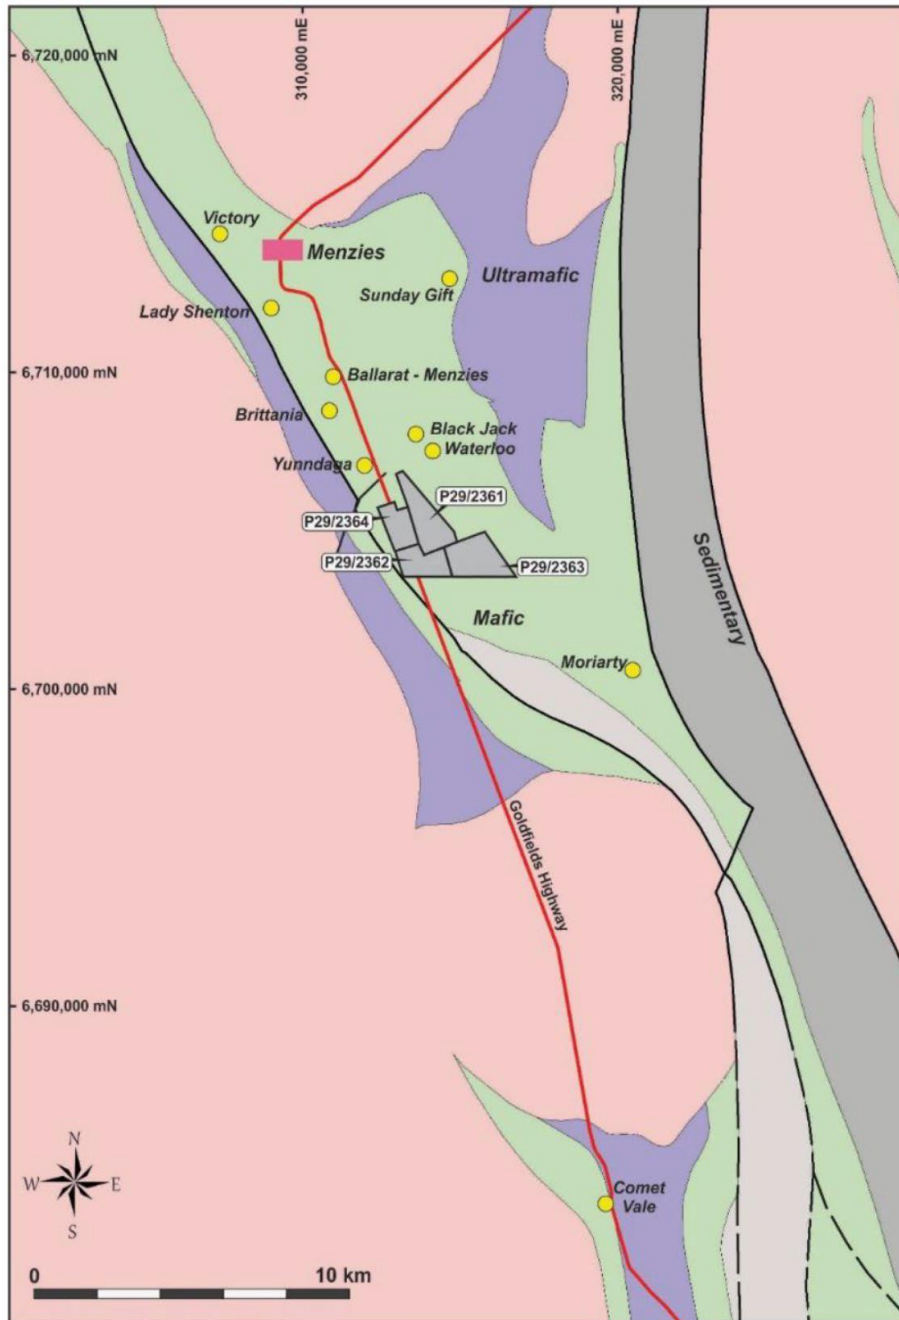 310,000 mE
320,000 mE
6,720,000 mN
Victory
Menzies
Ultramafic
Sunday Gift
Lady Shenton
6,710,000 mN
Ballarat - Menzies
Brittania
Black Jack
Waterloo
Yunndaga
P29/2361
P29/2364
P29/2362
P29/2363
Sedimentary
Mafic
Moriarty
6,700,000 mN
Goldfields Highway
6,690,000 mN
N
W
E
S
Comet
Vale
0
10 km